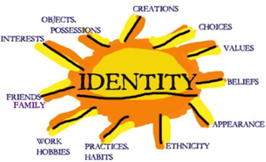 CREATIONS
OBJECTS,
POSSESSIONS
CHOICES
INTERESTS
VALUES
IDENTITY
BELIEFS
FRIENDS
FAMILY
APPEARANCE
WORK
HOBBIES
PRACTICES,
HABITS
ETHNICITY